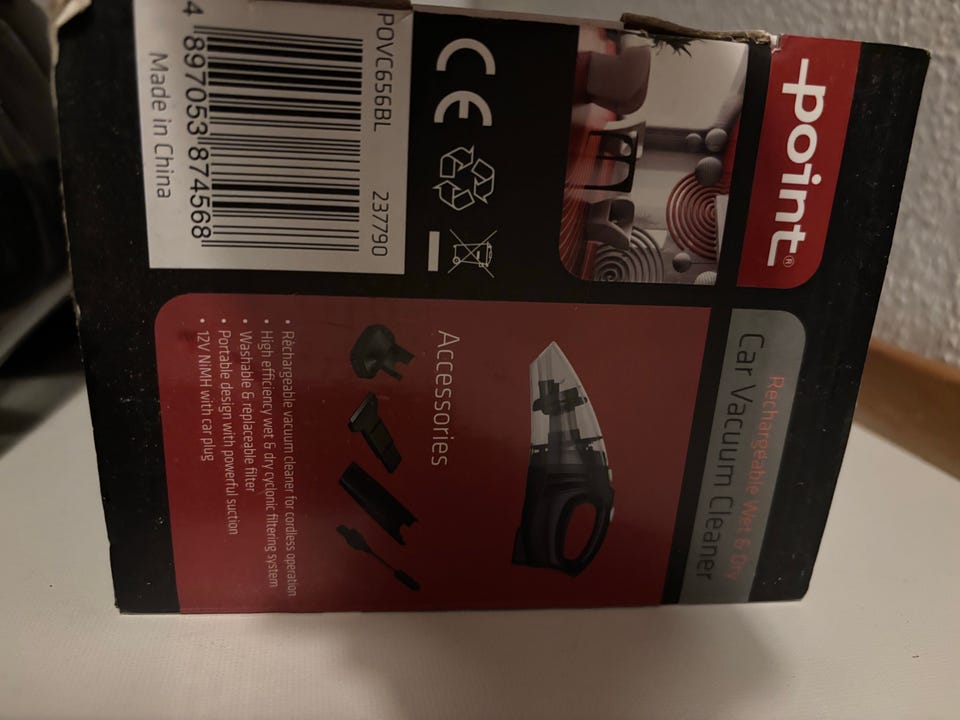 point®
Rechargeable Wet & Dry
Car Vacuum Cleaner
Accessories
• Rechargeable vacuum cleaner for cordless operation
• High efficiency wet & dry cyclonic filtering system
• Washable & replaceable filter
• Portable design with powerful suction
• 12V NiMH with car plug
CE
POVC656BL 237790
4 897053 874568
Made in China